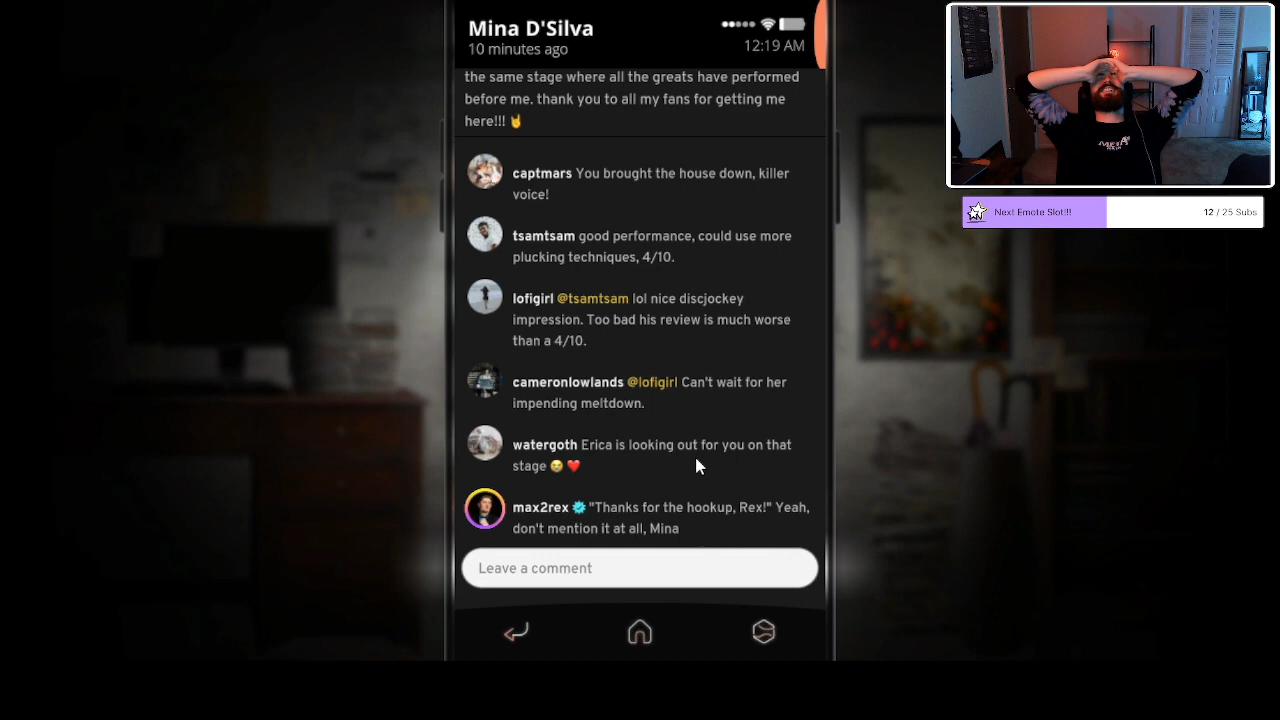 Mina D'Silva
10 minutes ago
12:19 AM
the same stage where all the greats have performed
before me. thank you to all my fans for getting me
here!!! 🤘
captmars You brought the house down, killer
voice!
tsamtsam good performance, could use more
plucking techniques, 4/10.
lofigirl @tsamtsam lol nice discjockey
impression. Too bad his review is much worse
than a 4/10.
cameronlowlands @lofigirl Can't wait for her
impending meltdown.
watergoth Erica is looking out for you on that
stage 😢 ❤️
max2rex "Thanks for the hookup, Rex!" Yeah,
don't mention it at all, Mina
Leave a comment
Next Emote Slot!!!
12 / 25 Subs